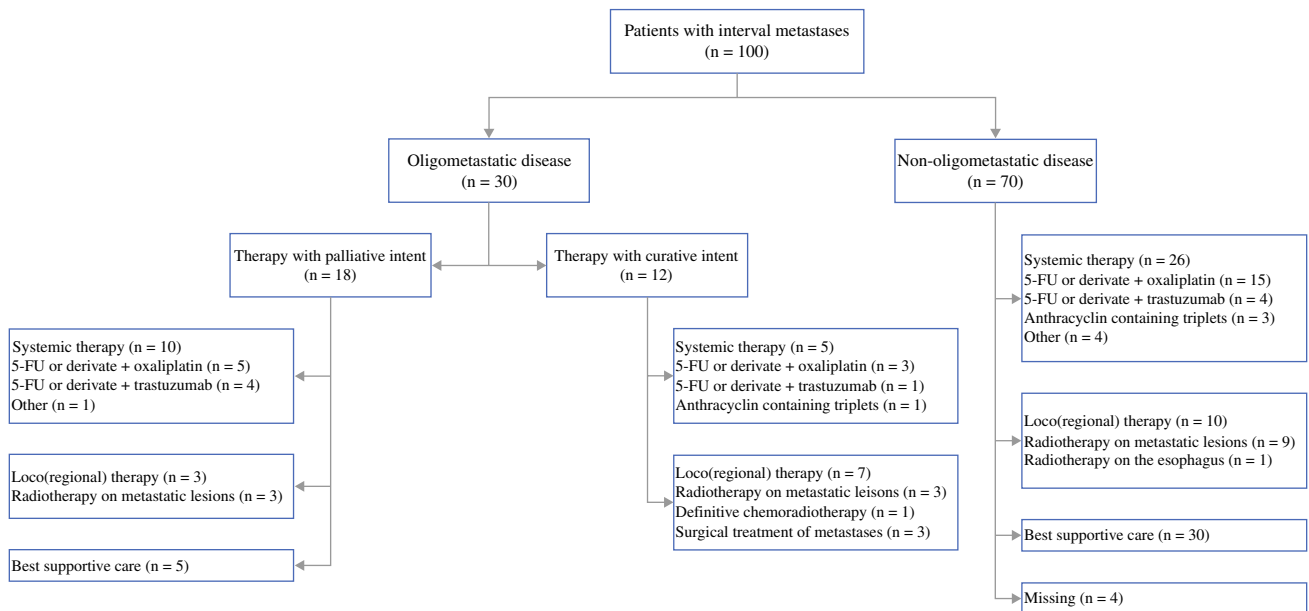 Patients with interval metastases
(n = 100)
Oligometastatic disease
(n = 30)
Non-oligometastatic disease
(n = 70)
Therapy with palliative intent
(n = 18)
Therapy with curative intent
(n = 12)
Systemic therapy (n = 10)
5-FU or derivate + oxaliplatin (n = 5)
5-FU or derivate + trastuzumab (n = 4)
Other (n = 1)
Loco(regional) therapy (n = 3)
Radiotherapy on metastatic lesions (n = 3)
Best supportive care (n = 5)
Systemic therapy (n = 5)
5-FU or derivate + oxaliplatin (n = 3)
5-FU or derivate + trastuzumab (n = 1)
Anthracyclin containing triplets (n = 1)
Loco(regional) therapy (n = 7)
Radiotherapy on metastatic leisons (n = 3)
Definitive chemoradiotherapy (n = 1)
Surgical treatment of metastases (n = 3)
Systemic therapy (n = 26)
5-FU or derivate + oxaliplatin (n = 15)
5-FU or derivate + trastuzumab (n = 4)
Anthracyclin containing triplets (n = 3)
Other (n = 4)
Loco(regional) therapy (n = 10)
Radiotherapy on metastatic lesions (n = 9)
Radiotherapy on the esophagus (n = 1)
Best supportive care (n = 30)
Missing (n = 4)